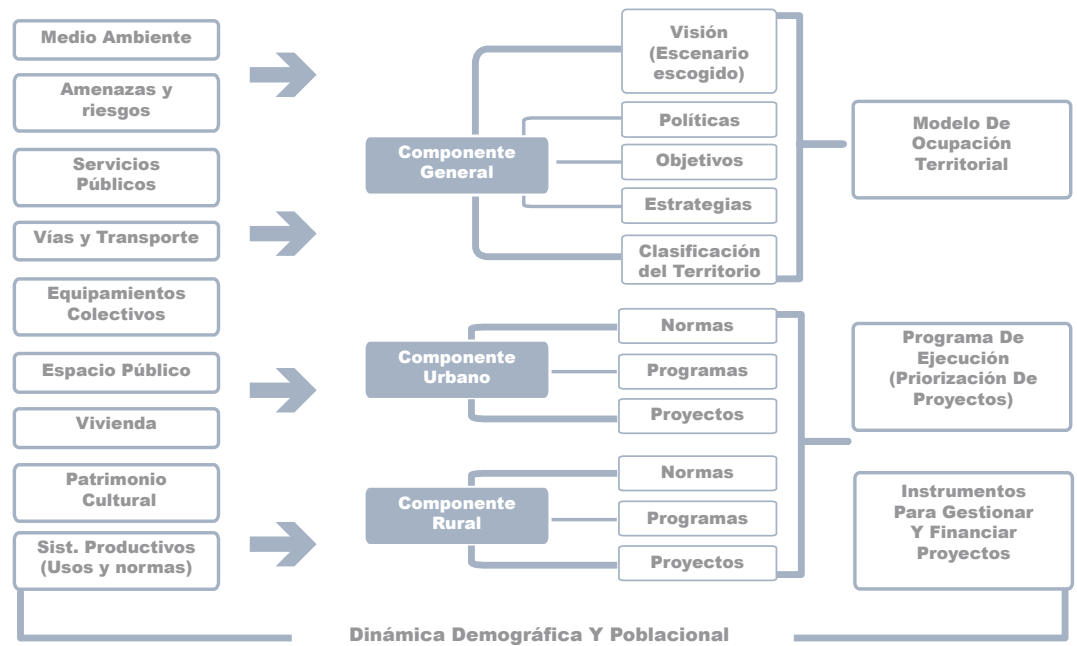 Medio Ambiente
Amenazas y
riesgos
Servicios
Públicos
Vías y Transporte
Equipamientos
Colectivos
Espacio Público
Vivienda
Patrimonio
Cultural
Sist. Productivos
(Usos y normas)
Componente
General
Visión
(Escenario
escogido)
Políticas
Objetivos
Estrategias
Clasificación
del Territorio
Modelo De
Ocupación
Territorial
Componente
Urbano
Normas
Programas
Proyectos
Componente
Rural
Normas
Programas
Proyectos
Programa De
Ejecución
(Priorización De
Proyectos)
Instrumentos
Para Gestionar
Y Financiar
Proyectos
Dinámica Demográfica Y Poblacional